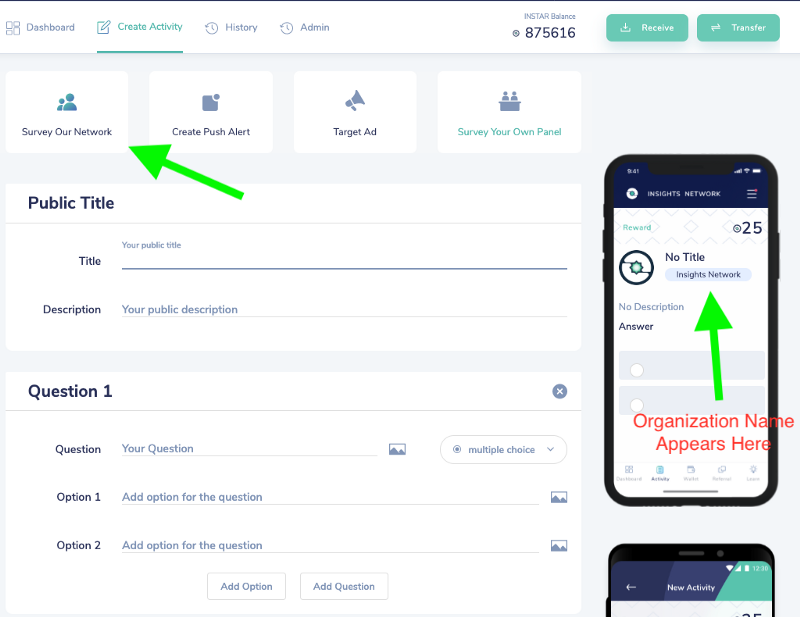 Dashboard
Create Activity
History
Admin
INSTAR Balance
875616
Receive
Transfer
Survey Our Network
Create Push Alert
Target Ad
Survey Your Own Panel
Public Title
Your public title
Title
Description
Your public description
Question 1
Question
Your Question
multiple choice
Option 1
Add option for the question
Option 2
Add option for the question
Add Option
Add Question
9:41
INSIGHTS NETWORK
Reward
25
No Title
Insights Network
No Description
Answer
Organization Name
Appears Here
Dashboard
Activity
Wallet
Referral
Learn
12:30
New Activity
25